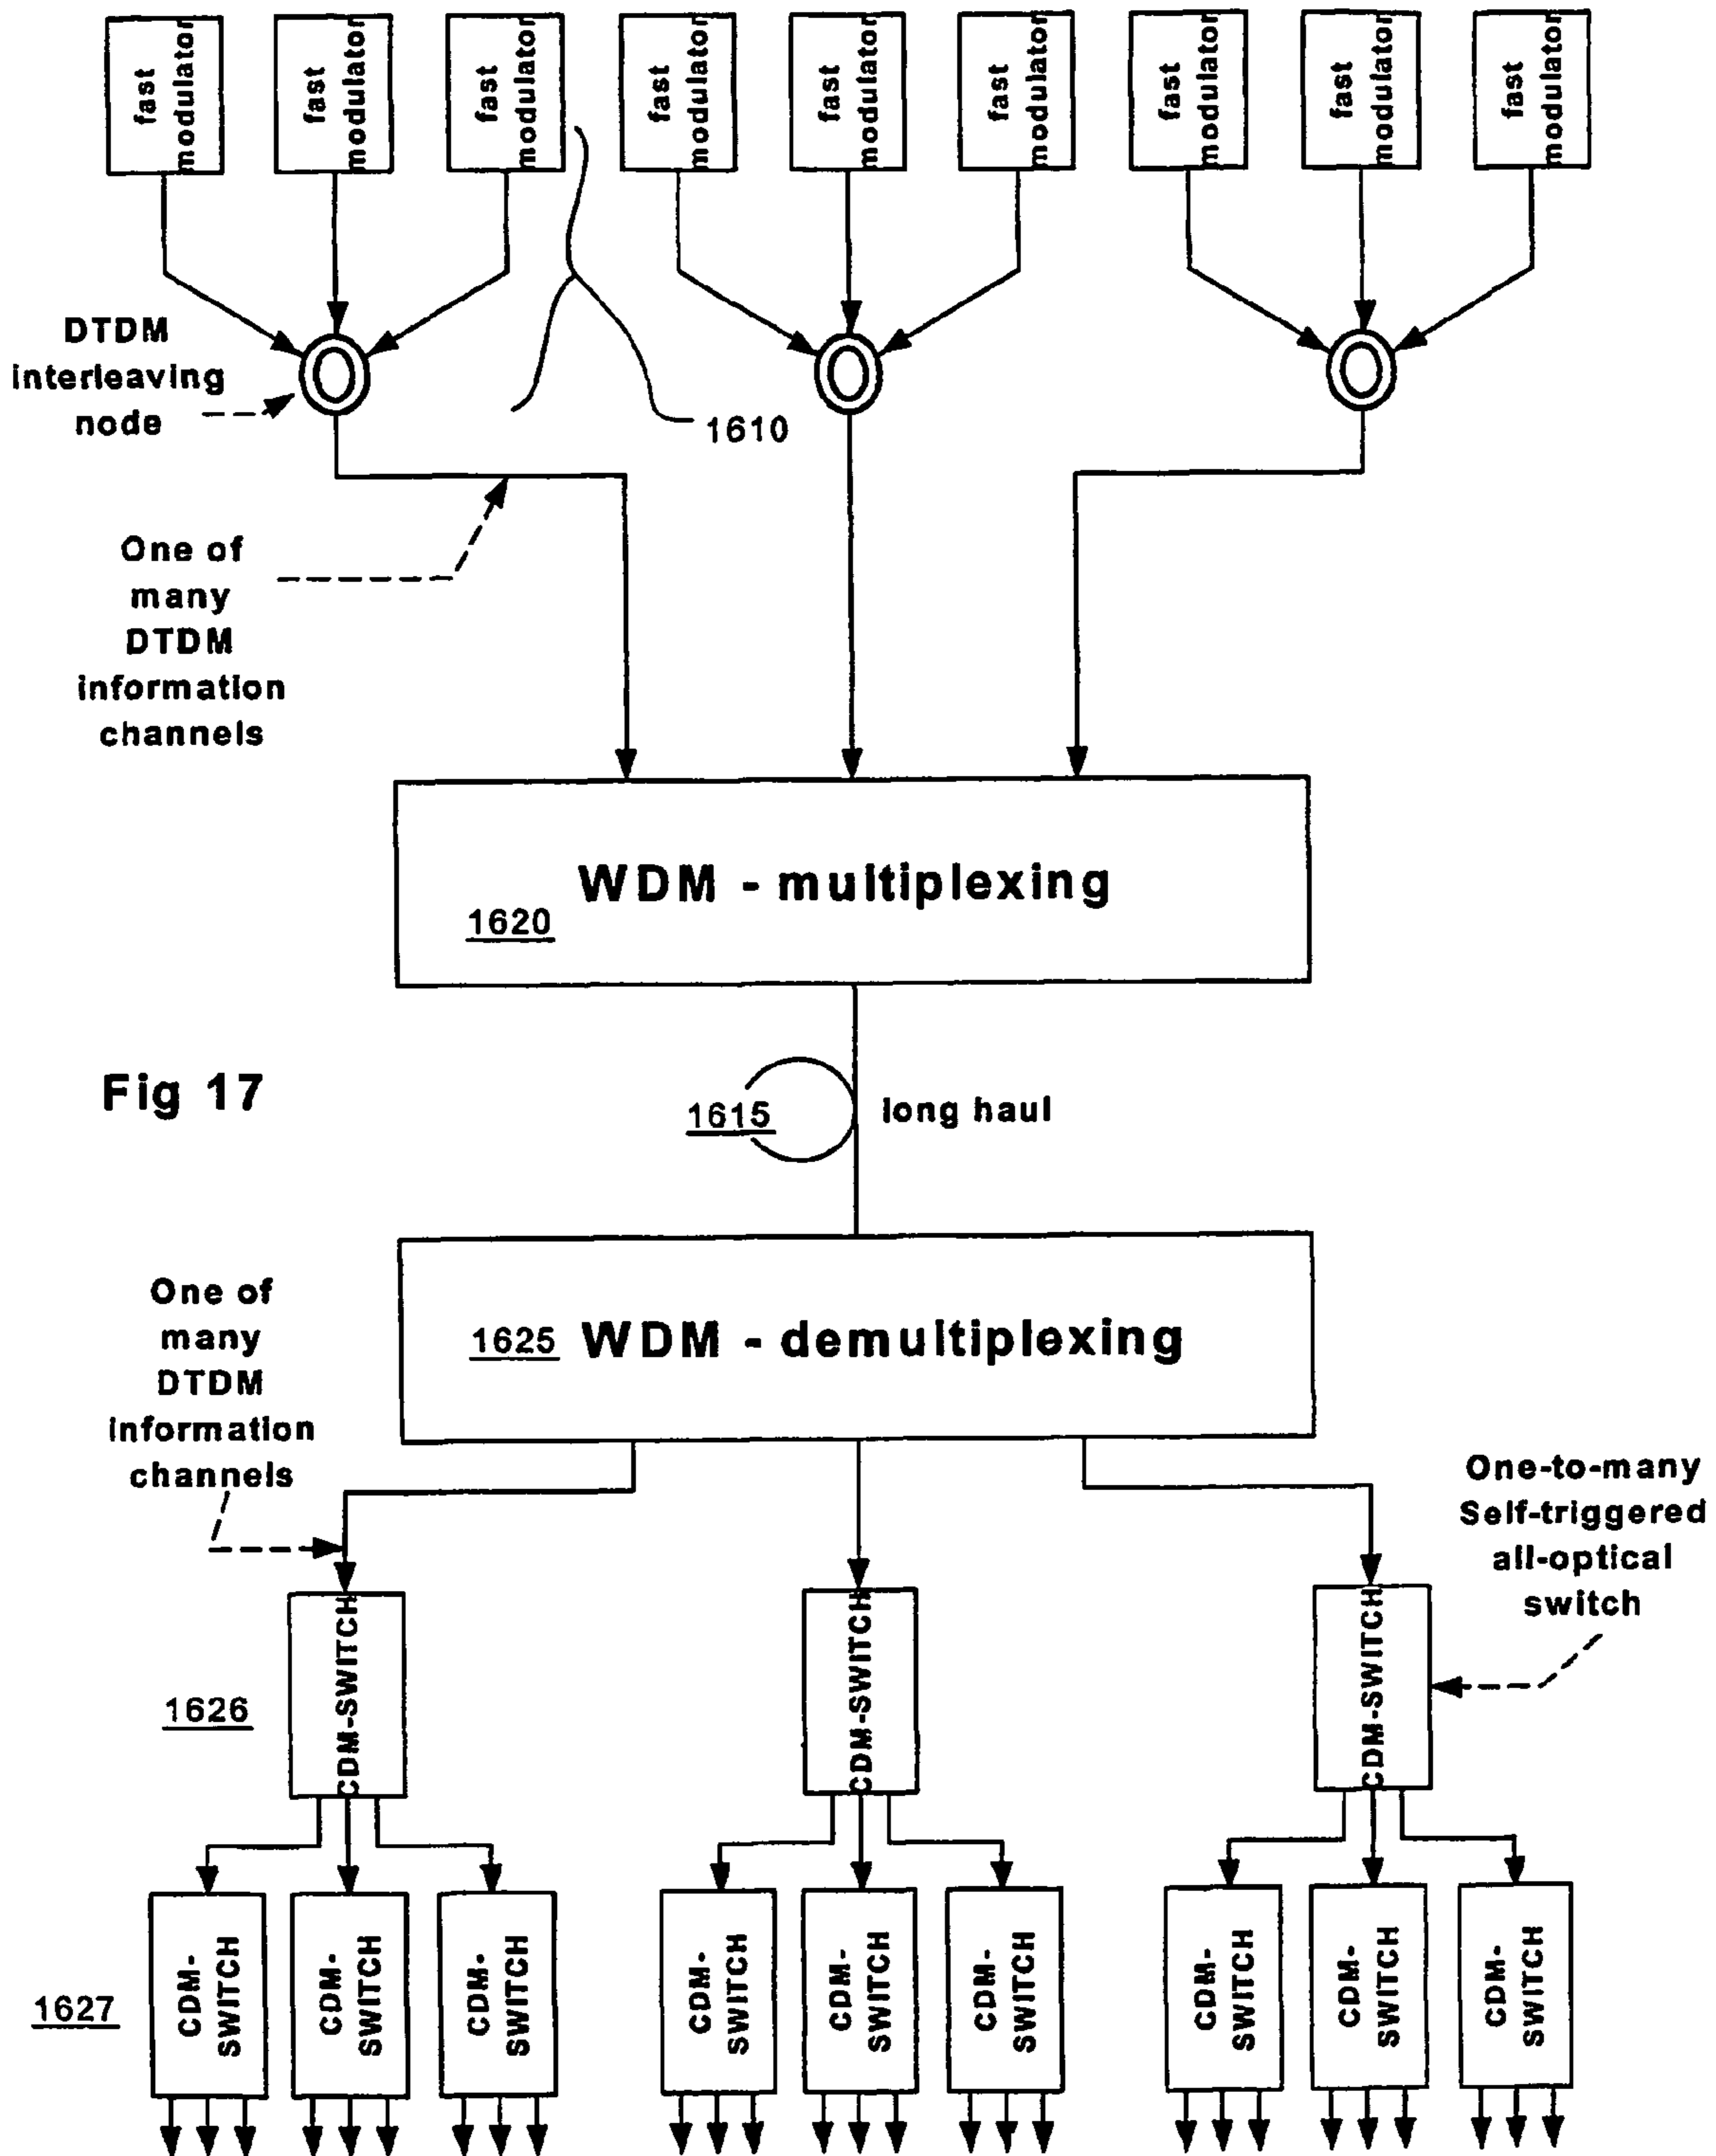 fast
modulator
fast
modulator
fast
modulator
fast
modulator
fast
modulator
fast
modulator
fast
modulator
fast
modulator
fast
modulator
DTDM
interleaving
node
1610
One of
many
DTDM
information
channels
WDM - multiplexing
1620
Fig 17
1615
long haul
1625 WDM - demultiplexing
One of
many
DTDM
information
channels
One-to-many
Self-triggered
all-optical
switch
1626
CDM-SWITCH
CDM-SWITCH
CDM-SWITCH
1627
CDM-
SWITCH
CDM-
SWITCH
CDM-
SWITCH
CDM-
SWITCH
CDM-
SWITCH
CDM-
SWITCH
CDM-
SWITCH
CDM-
SWITCH
CDM-
SWITCH